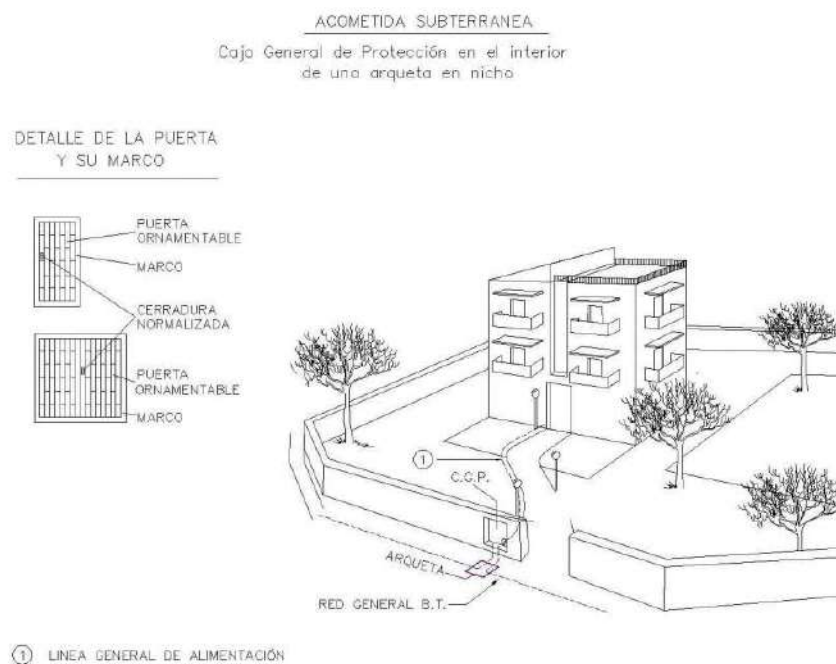 ACOMETIDA SUBTERRANEA
Caja General de Protección en el interior
de una arqueta en nicho
DETALLE DE LA PUERTA
Y SU MARCO
PUERTA
ORNAMENTABLE
MARCO
CERRADURA
NORMALIZADA
PUERTA
ORNAMENTABLE
MARCO
1
C.G.P.
ARQUETA
RED GENERAL B.T.
1 LINEA GENERAL DE ALIMENTACIÓN